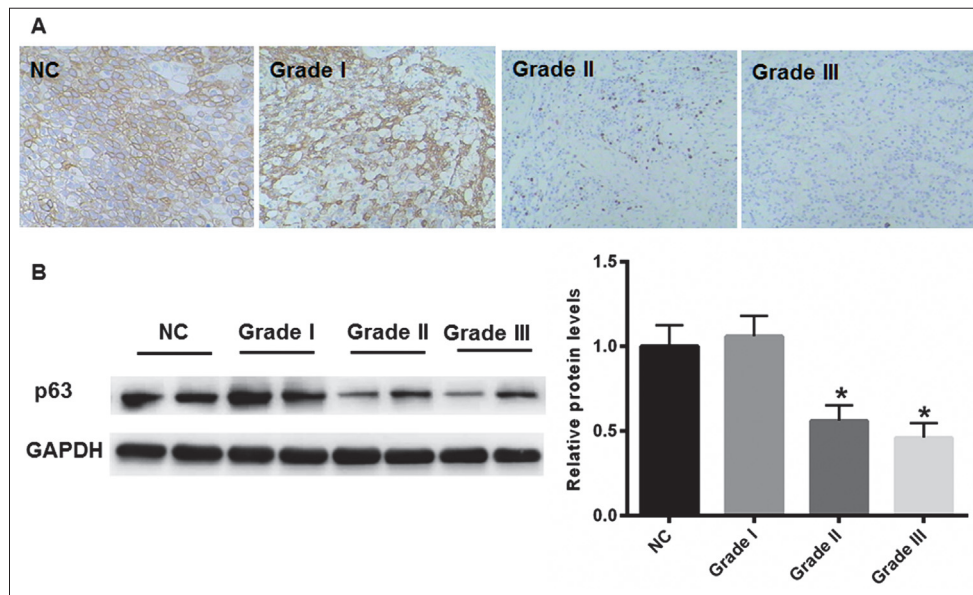 A
NC
Grade I
Grade II
Grade III
B
NC
Grade I
Grade II
Grade III
p63
GAPDH
Relative protein levels
1.5
1.0
0.5
0.0
*
*
NC
Grade I
Grade II
Grade III